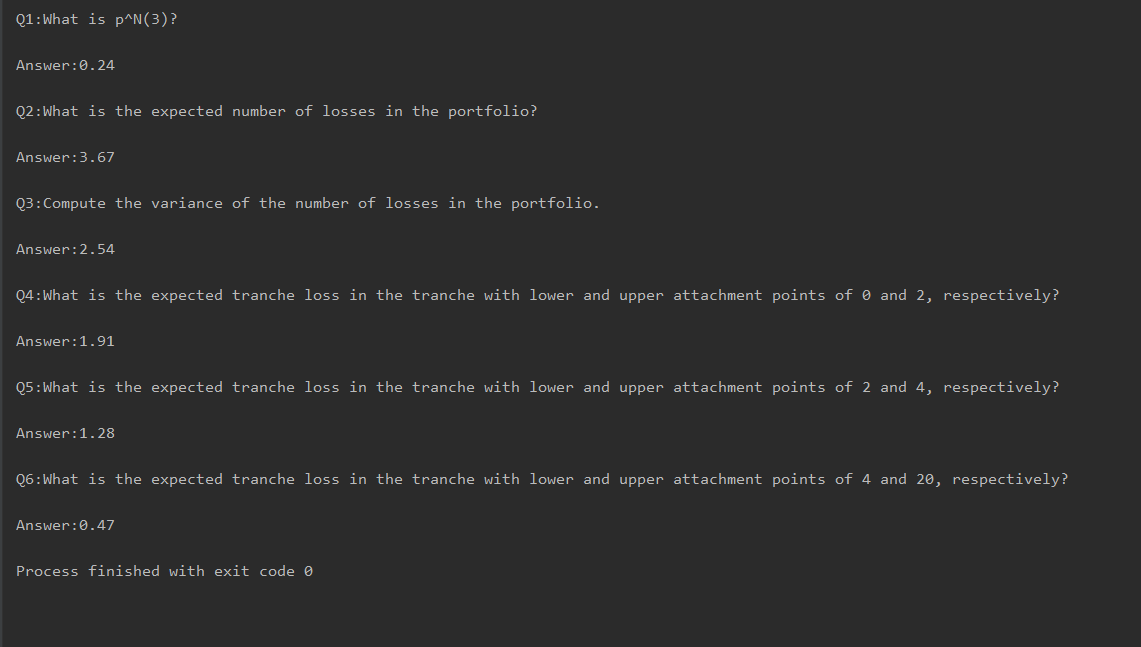 Q1:What is p^N(3)?
Answer:0.24
Q2:What is the expected number of losses in the portfolio?
Answer:3.67
Q3:Compute the variance of the number of losses in the portfolio.
Answer:2.54
Q4:What is the expected tranche loss in the tranche with lower and upper attachment points of 0 and 2, respectively?
Answer:1.91
Q5:What is the expected tranche loss in the tranche with lower and upper attachment points of 2 and 4, respectively?
Answer:1.28
Q6:What is the expected tranche loss in the tranche with lower and upper attachment points of 4 and 20, respectively?
Answer:0.47
Process finished with exit code 0